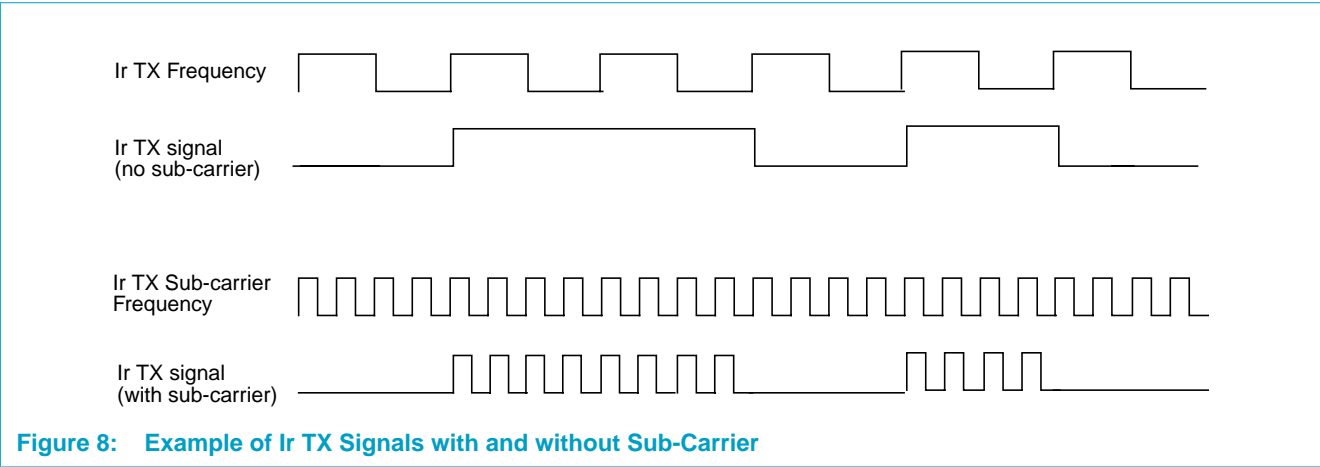 Ir TX Frequency
Ir TX signal
(no sub-carrier)
Ir TX Sub-carrier
Frequency
Ir TX signal
(with sub-carrier)
Figure 8: Example of Ir TX Signals with and without Sub-Carrier